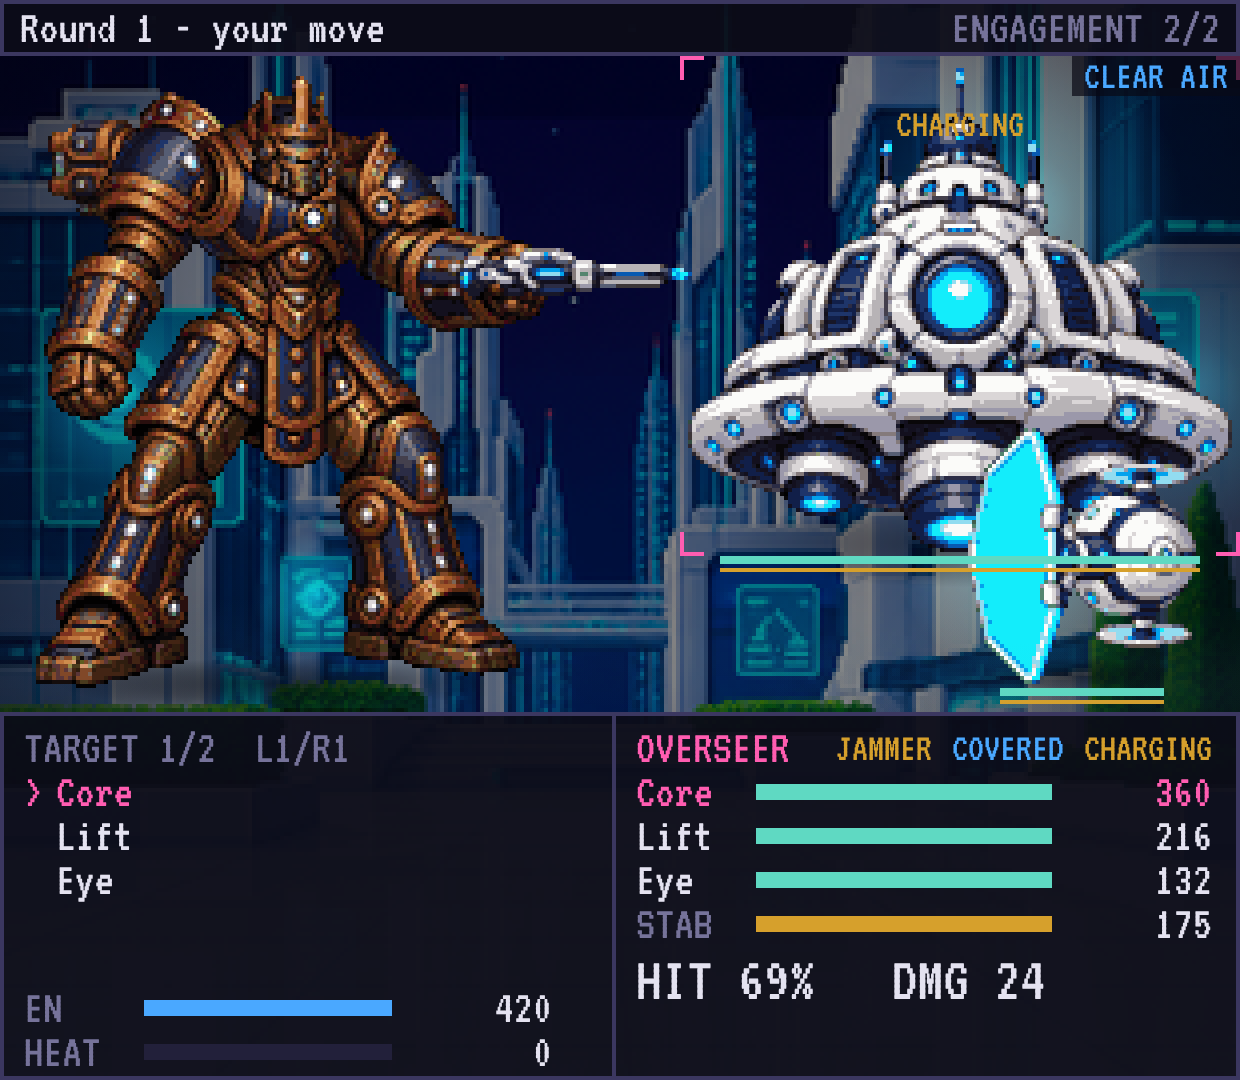 Round 1 - your move
ENGAGEMENT 2/2
CLEAR AIR
CHARGING
TARGET 1/2 L1/R1
> Core
Lift
Eye
EN 420
HEAT 0
OVERSEER JAMMER COVERED CHARGING
Core 360
Lift 216
Eye 132
STAB 175
HIT 69% DMG 24